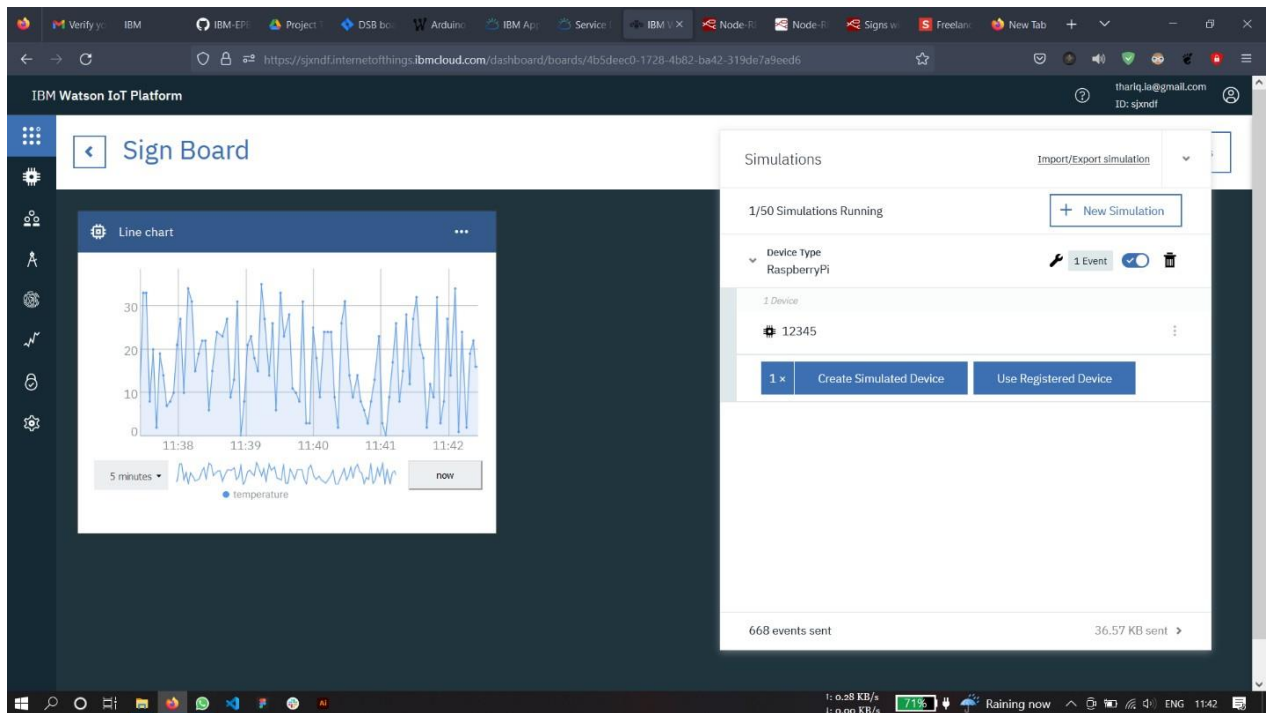 Verify yo
IBM
IBM-EPB
Project
DSB bo
Arduino
IBM App
Service
IBM W
Node-R
Node-R
Signs w
Freelanc
New Tab
https://sjxndf.internetofthings.ibmcloud.com/dashboard/boards/4b5deec0-1728-4b82-ba42-319de7a9eed6
IBM Watson IoT Platform
tharlq.la@gmail.com
ID: sjxndf
Sign Board
Line chart
30
20
10
0
11:38 11:39 11:40 11:41 11:42
5 minutes
now
temperature
Simulations
Import/Export simulation
1/50 Simulations Running
+ New Simulation
Device Type
RaspberryPi
1 Event
1 Device
12345
1 ×
Create Simulated Device
Use Registered Device
668 events sent
36.57 KB sent >
↑: 0.28 KB/s
↓: 0.00 KB/s
71%
Raining now
ENG
11:42